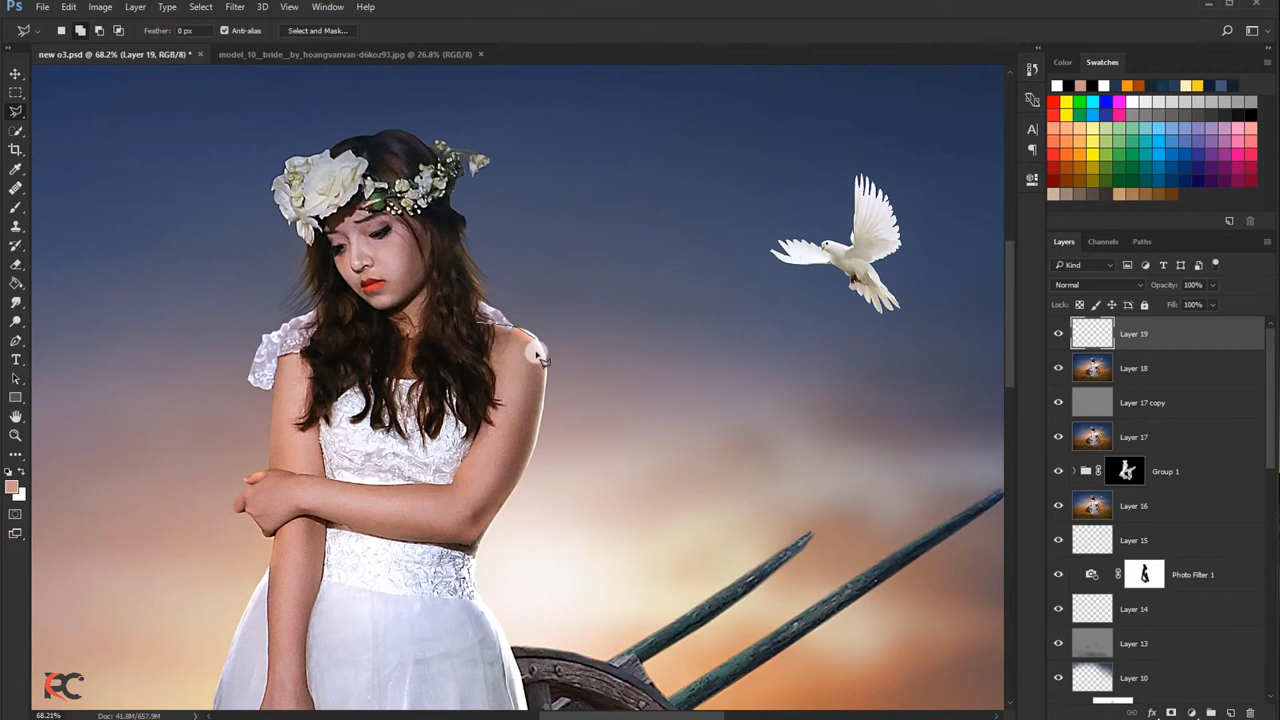 Ps File Edit Image Layer Type Select Filter 3D View Window Help
Feather: 0 px Anti-alias Select and Mask...
new o3.psd @ 68.2% (Layer 19, RGB/8) * × model_10__bride__by_hoangvanvan-d6koz93.jpg @ 26.8% (RGB/8) ×
Color Swatches
Layers Channels Paths
Kind
Normal Opacity: 100%
Lock: Fill: 100%
Layer 19
Layer 18
Layer 17 copy
Layer 17
Group 1
Layer 16
Layer 15
Photo Filter 1
Layer 14
Layer 13
Layer 10
PC
68.21% Doc: 41.8M/657.9M